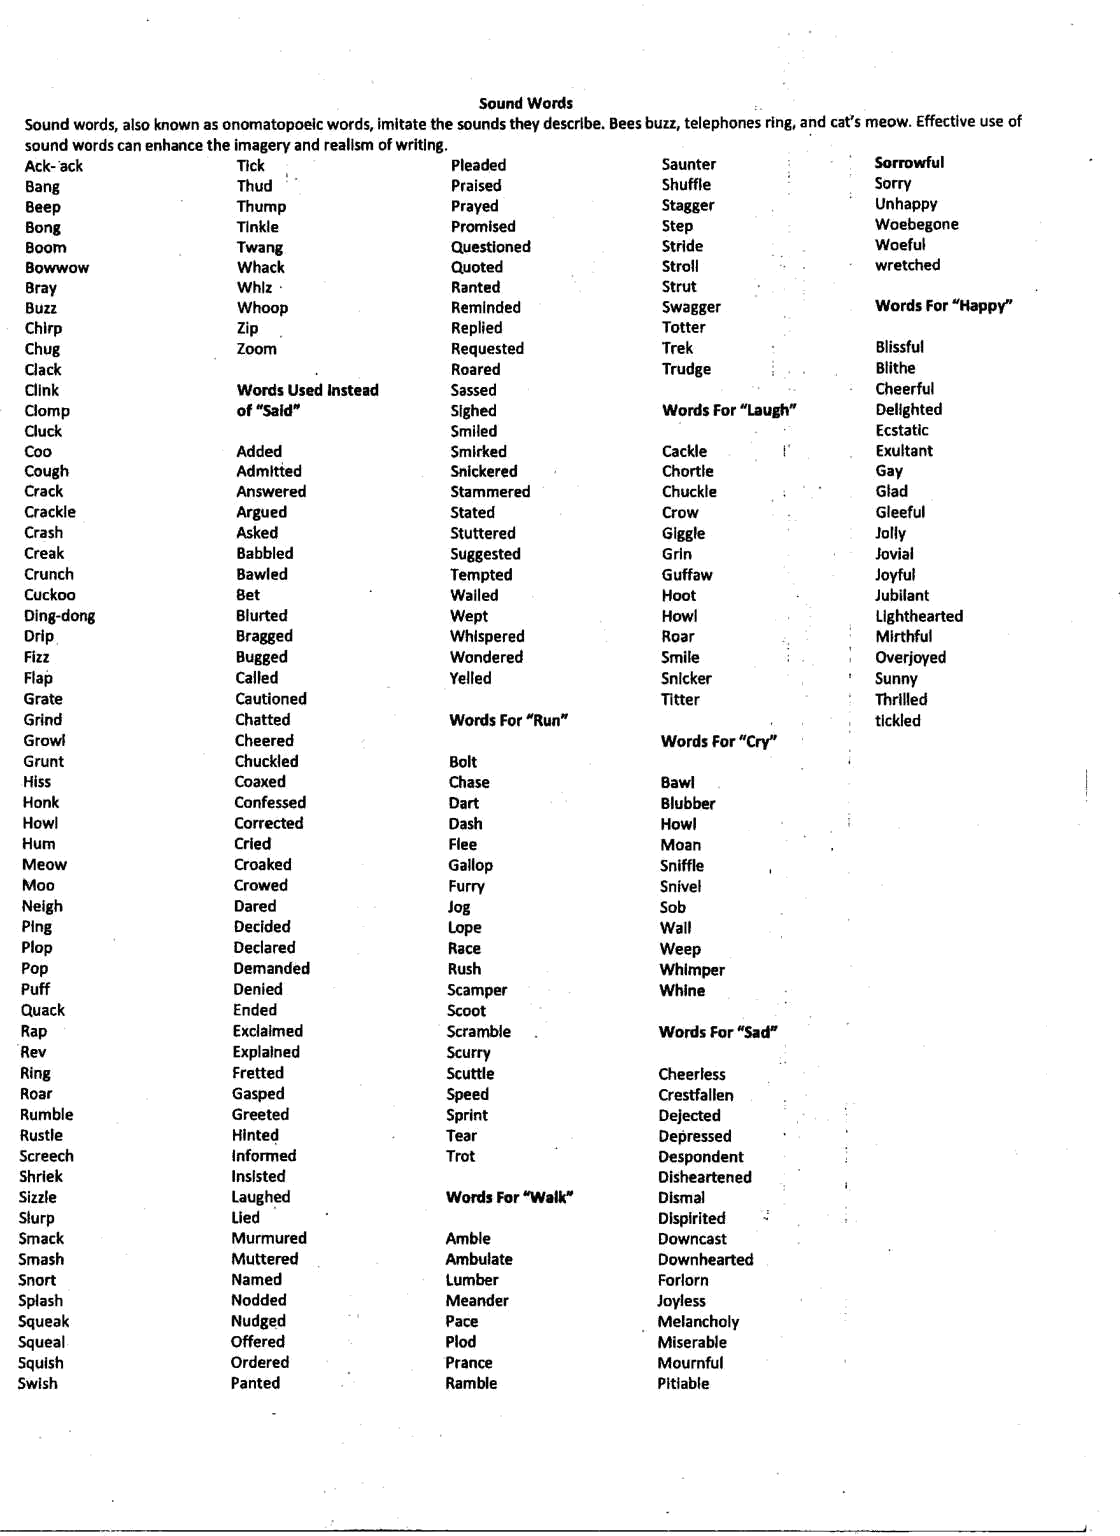 Sound Words
Sound words, also known as onomatopoeic words, imitate the sounds they describe. Bees buzz, telephones ring, and cat's meow. Effective use of
sound words can enhance the imagery and realism of writing.
Ack-ack
Bang
Beep
Bong
Boom
Bowwow
Bray
Buzz
Chirp
Chug
Clack
Clink
Clomp
Cluck
Coo
Cough
Crack
Crackle
Crash
Creak
Crunch
Cuckoo
Ding-dong
Drip
Fizz
Flap
Grate
Grind
Growl
Grunt
Hiss
Honk
Howl
Hum
Meow
Moo
Neigh
Ping
Plop
Pop
Puff
Quack
Rap
Rev
Ring
Roar
Rumble
Rustle
Screech
Shriek
Sizzle
Slurp
Smack
Smash
Snort
Splash
Squeak
Squeal
Squish
Swish
Tick
Thud
Thump
Tinkle
Twang
Whack
Whiz
Whoop
Zip
Zoom
Words Used Instead
of "Said"
Added
Admitted
Answered
Argued
Asked
Babbled
Bawled
Bet
Blurted
Bragged
Bugged
Called
Cautioned
Chatted
Cheered
Chuckled
Coaxed
Confessed
Corrected
Cried
Croaked
Crowed
Dared
Decided
Declared
Demanded
Denied
Ended
Exclaimed
Explained
Fretted
Gasped
Greeted
Hinted
Informed
Insisted
Laughed
Lied
Murmured
Muttered
Named
Nodded
Nudged
Offered
Ordered
Panted
Pleaded
Praised
Prayed
Promised
Questioned
Quoted
Ranted
Reminded
Replied
Requested
Roared
Sassed
Sighed
Smiled
Smirked
Snickered
Stammered
Stated
Stuttered
Suggested
Tempted
Wailed
Wept
Whispered
Wondered
Yelled
Words For "Run"
Bolt
Chase
Dart
Dash
Flee
Gallop
Furry
Jog
Lope
Race
Rush
Scamper
Scoot
Scramble
Scurry
Scuttle
Speed
Sprint
Tear
Trot
Words For "Walk"
Amble
Ambulate
Lumber
Meander
Pace
Plod
Prance
Ramble
Saunter
Shuffle
Stagger
Step
Stride
Stroll
Strut
Swagger
Totter
Trek
Trudge
Words For "Laugh"
Cackle
Chortle
Chuckle
Crow
Giggle
Grin
Guffaw
Hoot
Howl
Roar
Smile
Snicker
Titter
Words For "Cry"
Bawl
Blubber
Howl
Moan
Sniffle
Snivel
Sob
Wail
Weep
Whimper
Whine
Words For "Sad"
Cheerless
Crestfallen
Dejected
Depressed
Despondent
Disheartened
Dismal
Dispirited
Downcast
Downhearted
Forlorn
Joyless
Melancholy
Miserable
Mournful
Pitiable
Sorrowful
Sorry
Unhappy
Woebegone
Woeful
wretched
Words For "Happy"
Blissful
Blithe
Cheerful
Delighted
Ecstatic
Exultant
Gay
Glad
Gleeful
Jolly
Jovial
Joyful
Jubilant
Lighthearted
Mirthful
Overjoyed
Sunny
Thrilled
tickled